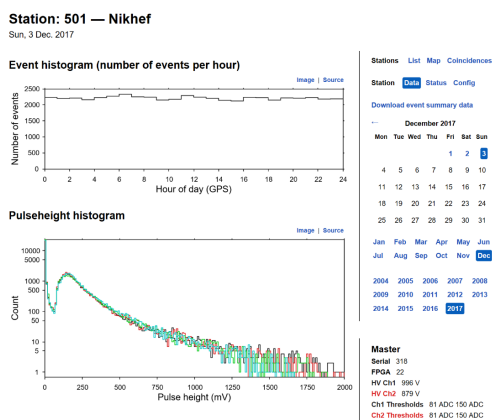 Station: 501 — Nikhef
Sun, 3 Dec. 2017
Event histogram (number of events per hour)
Image | Source
Number of events
2500
2000
1500
1000
500
0
0 2 4 6 8 10 12 14 16 18 20 22 24
Hour of day (GPS)
Pulseheight histogram
Image | Source
Count
10000
5000
1000
500
100
50
10
5
1
0 250 500 750 1000 1250 1500 1750 2000
Pulse height (mV)
Stations List Map Coincidences
Station Data Status Config
Download event summary data
← December 2017
Mon Tue Wed Thu Fri Sat Sun
1 2 3
4 5 6 7 8 9 10
11 12 13 14 15 16 17
18 19 20 21 22 23 24
25 26 27 28 29 30 31
Jan Feb Mar Apr May Jun
Jul Aug Sep Oct Nov Dec
2004 2005 2006 2007 2008
2009 2010 2011 2012 2013
2014 2015 2016 2017
Master
Serial 318
FPGA 22
HV Ch1 996 V
HV Ch2 879 V
Ch1 Thresholds 81 ADC 150 ADC
Ch2 Thresholds 81 ADC 150 ADC